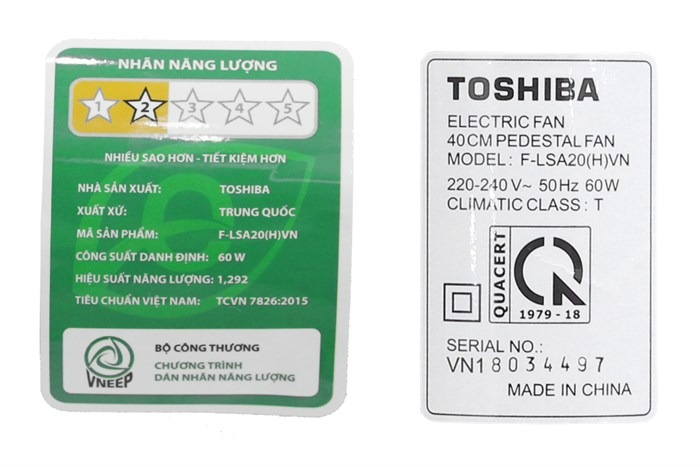 NHÃN NĂNG LƯỢNG
1 2 3 4 5
NHIỀU SAO HƠN - TIẾT KIỆM HƠN
NHÀ SẢN XUẤT: TOSHIBA
XUẤT XỨ: TRUNG QUỐC
MÃ SẢN PHẨM: F-LSA20(H)VN
CÔNG SUẤT DANH ĐỊNH: 60 W
HIỆU SUẤT NĂNG LƯỢNG: 1,292
TIÊU CHUẨN VIỆT NAM: TCVN 7826:2015
VNEEP
BỘ CÔNG THƯƠNG
CHƯƠNG TRÌNH
DÁN NHÃN NĂNG LƯỢNG
TOSHIBA
ELECTRIC FAN
40CM PEDESTAL FAN
MODEL: F-LSA20(H)VN
220-240 V~ 50Hz 60W
CLIMATIC CLASS : T
QUACERT
1979 - 18
SERIAL NO.:
VN18034497
MADE IN CHINA